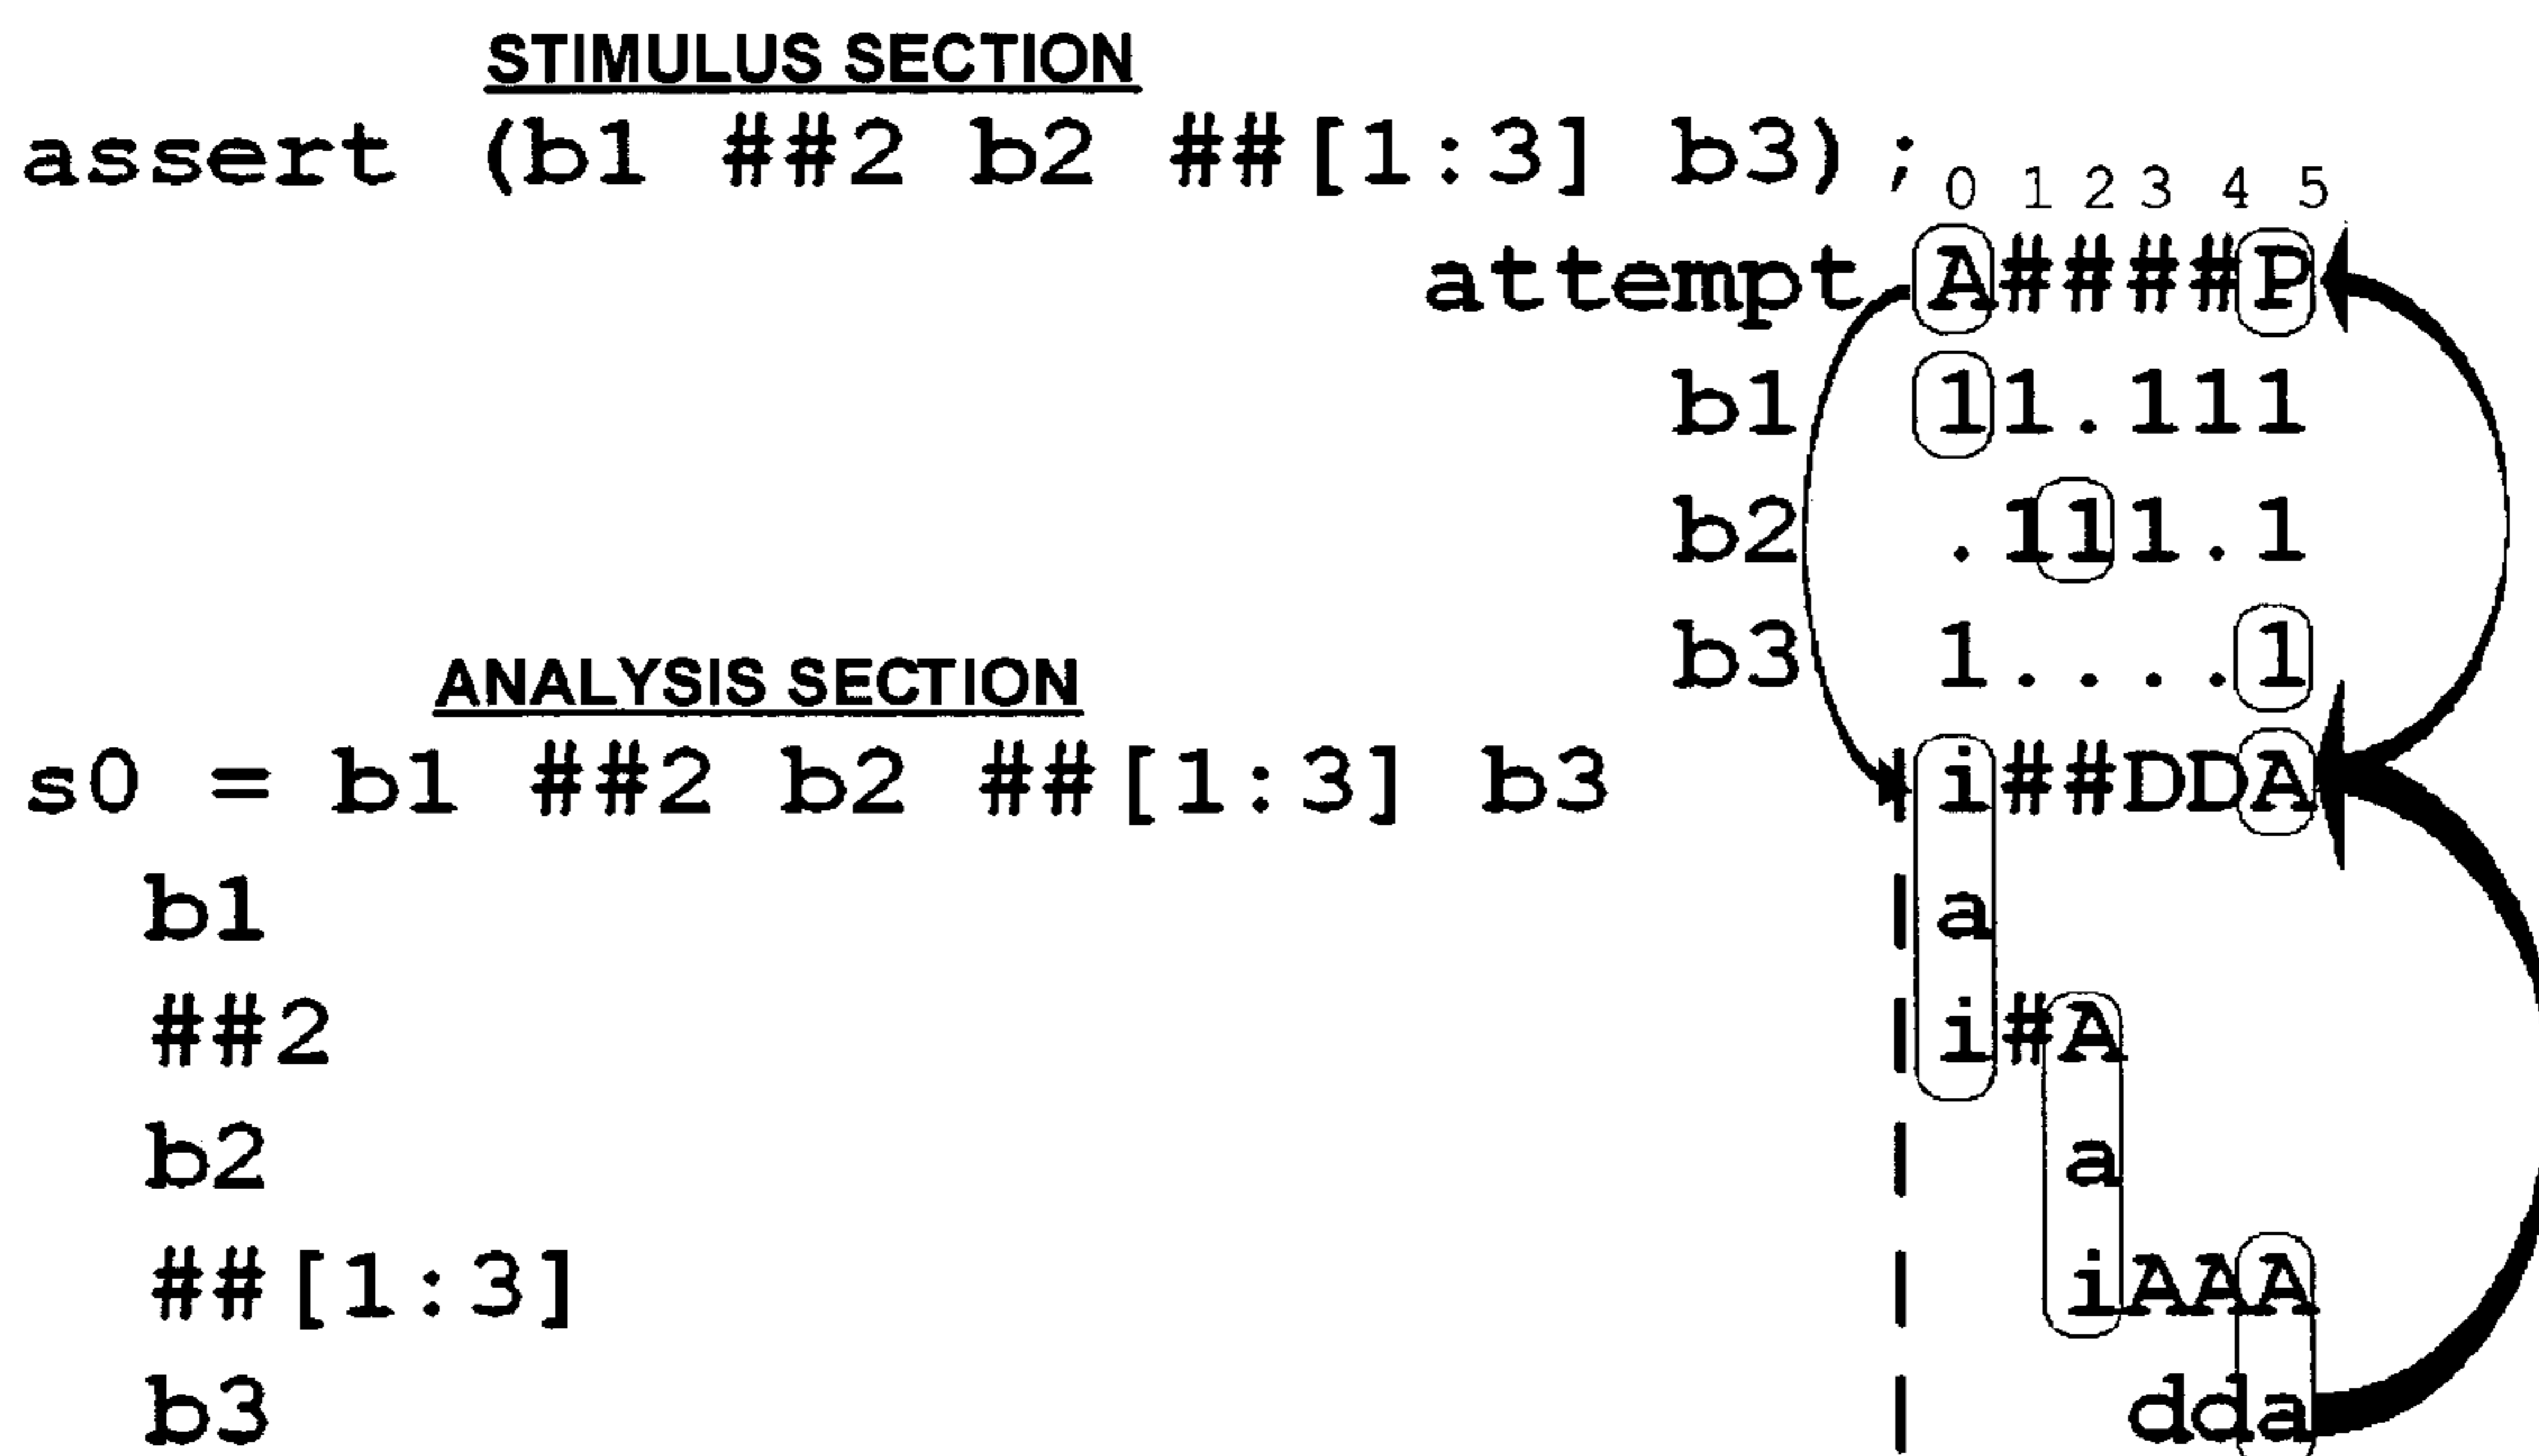 STIMULUS SECTION
assert (b1 ##2 b2 ##[1:3] b3);
0 1 2 3 4 5
attempt A####P
b1 11.111
b2 .111.1
b3 1....1
ANALYSIS SECTION
s0 = b1 ##2 b2 ##[1:3] b3 | i##DDA
b1 | a
##2 | i#A
b2 | a
##[1:3] | iAAA
b3 | dda